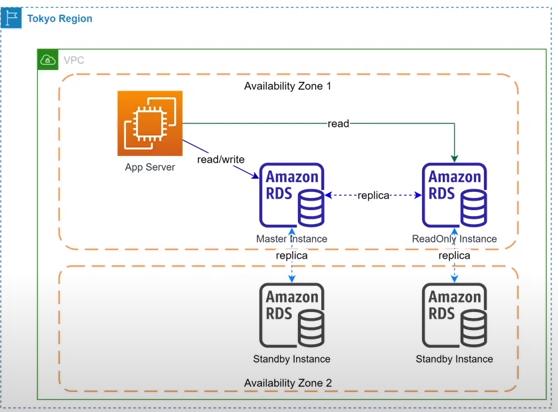 Tokyo Region
VPC
Availability Zone 1
App Server
read
read/write
Amazon
RDS
Master Instance
replica
Amazon
RDS
ReadOnly Instance
replica
replica
Amazon
RDS
Standby Instance
Amazon
RDS
Standby Instance
Availability Zone 2